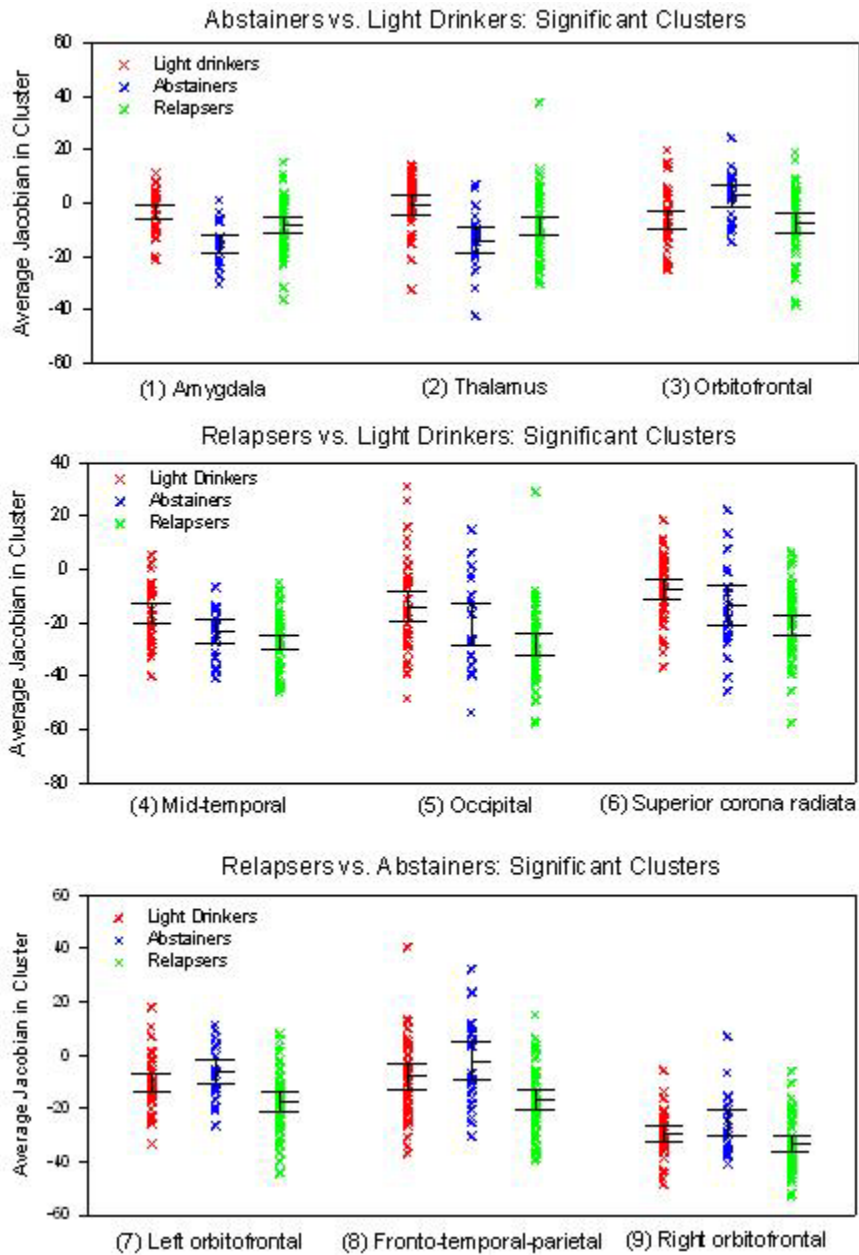 Abstainers vs. Light Drinkers: Significant Clusters
60
40
20
0
-20
-40
-60
Average Jacobian in Cluster
Light drinkers
Abstainers
Relapsers
(1) Amygdala
(2) Thalamus
(3) Orbitofrontal
Relapsers vs. Light Drinkers: Significant Clusters
40
20
0
-20
-40
-60
-80
Average Jacobian in Cluster
Light Drinkers
Abstainers
Relapsers
(4) Mid-temporal
(5) Occipital
(6) Superior corona radiata
Relapsers vs. Abstainers: Significant Clusters
60
40
20
0
-20
-40
-60
Average Jacobian in Cluster
Light Drinkers
Abstainers
Relapsers
(7) Left orbitofrontal
(8) Fronto-temporal-parietal
(9) Right orbitofrontal